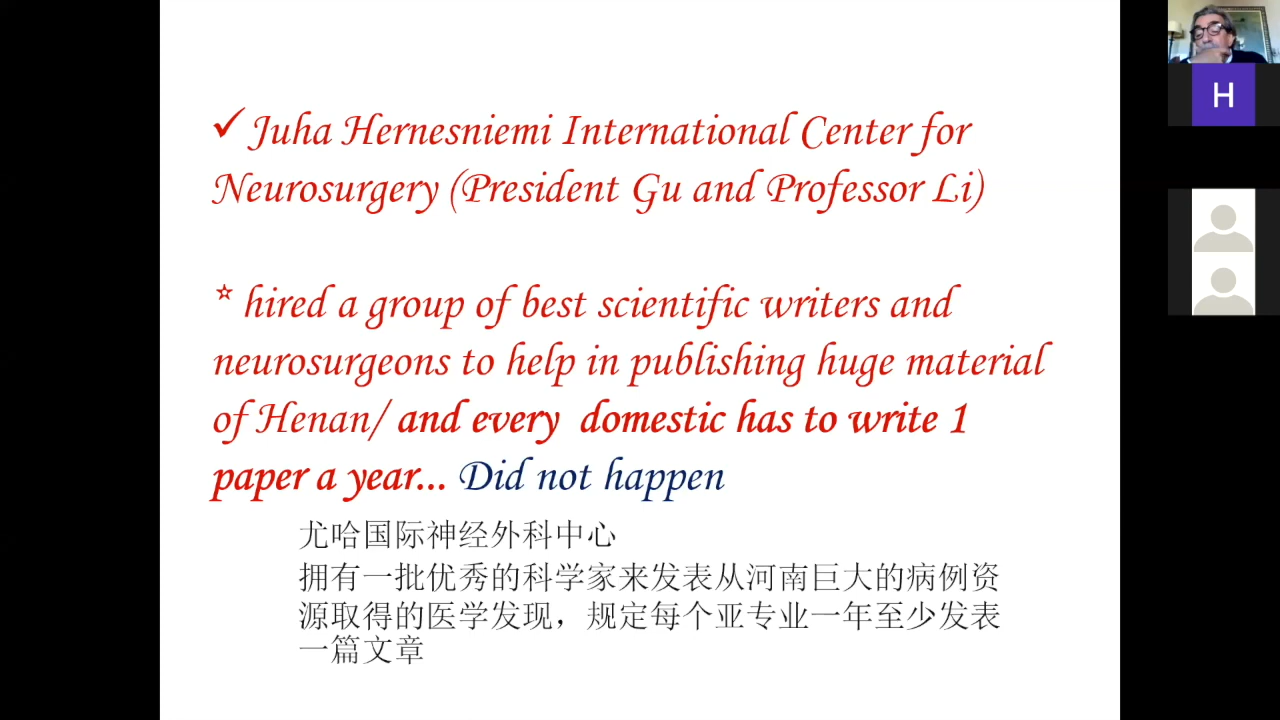 ✓ Juha Hernesniemi International Center for
Neurosurgery (President Gu and Professor Li)
* hired a group of best scientific writers and
neurosurgeons to help in publishing huge material
of Henan/ and every domestic has to write 1
paper a year... Did not happen
尤哈国际神经外科中心
拥有一批优秀的科学家来发表从河南巨大的病例资
源取得的医学发现，规定每个亚专业一年至少发表
一篇文章
H